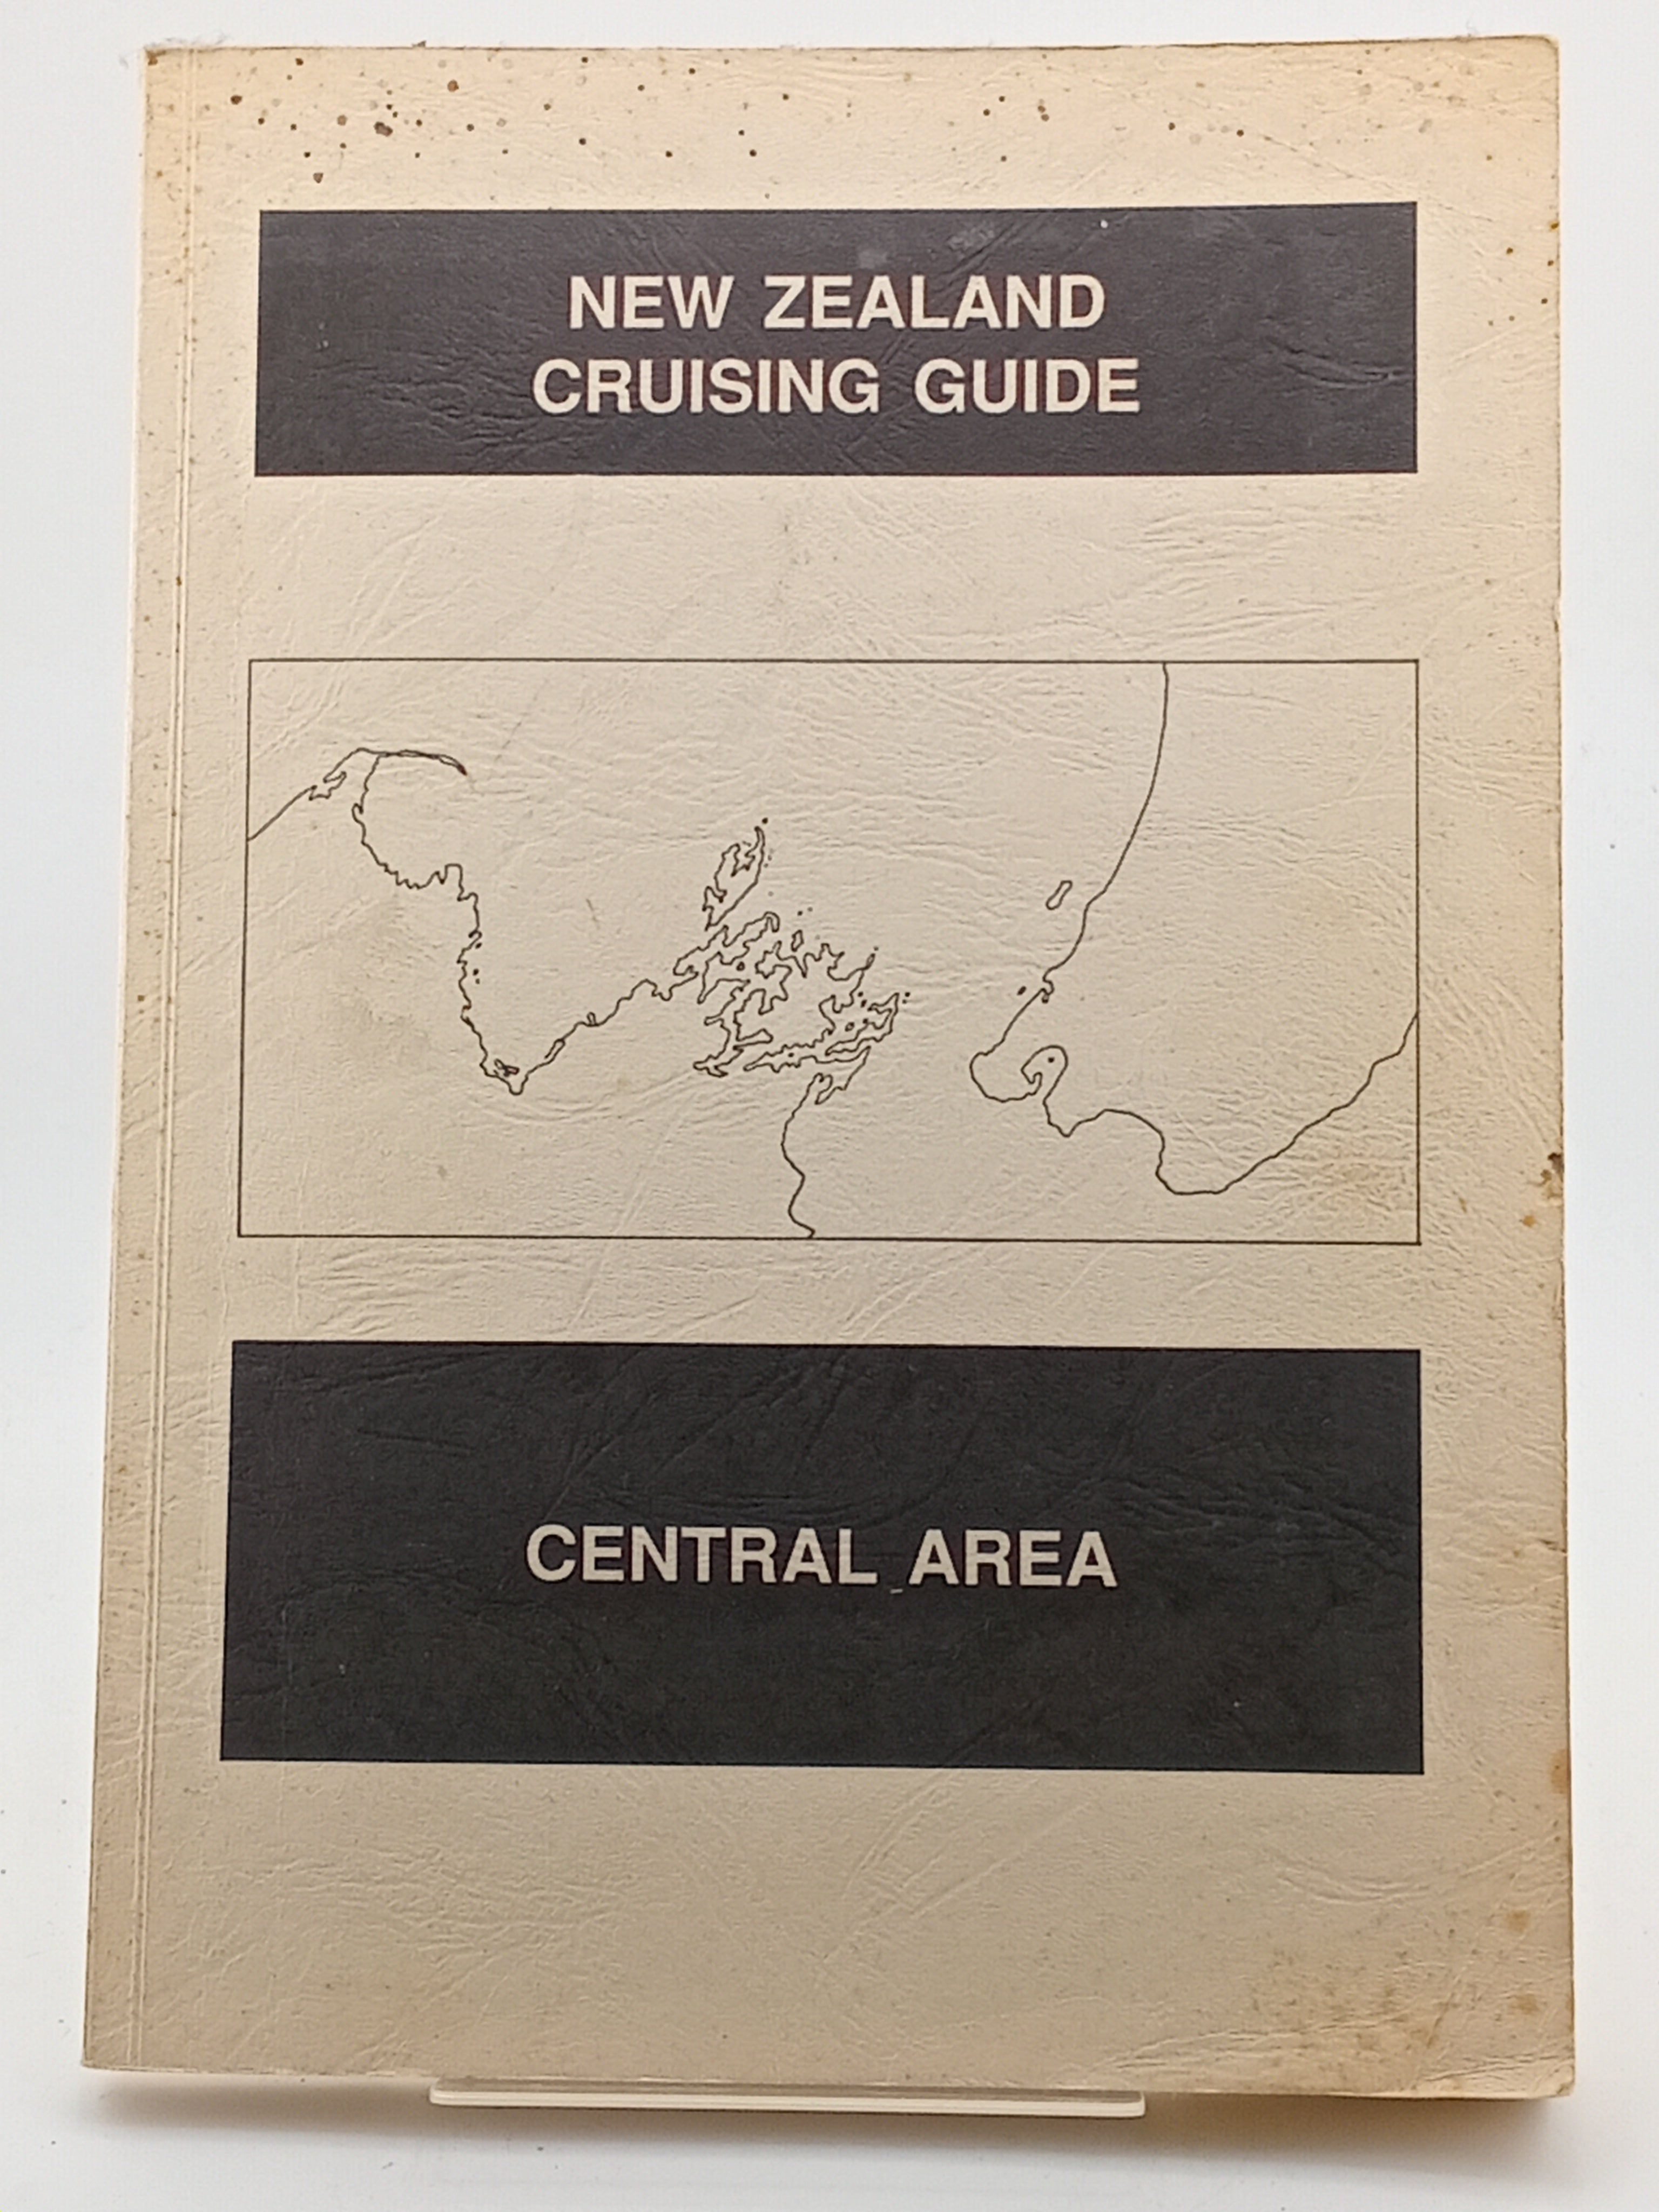 NEW ZEALAND
CRUISING GUIDE
CENTRAL AREA